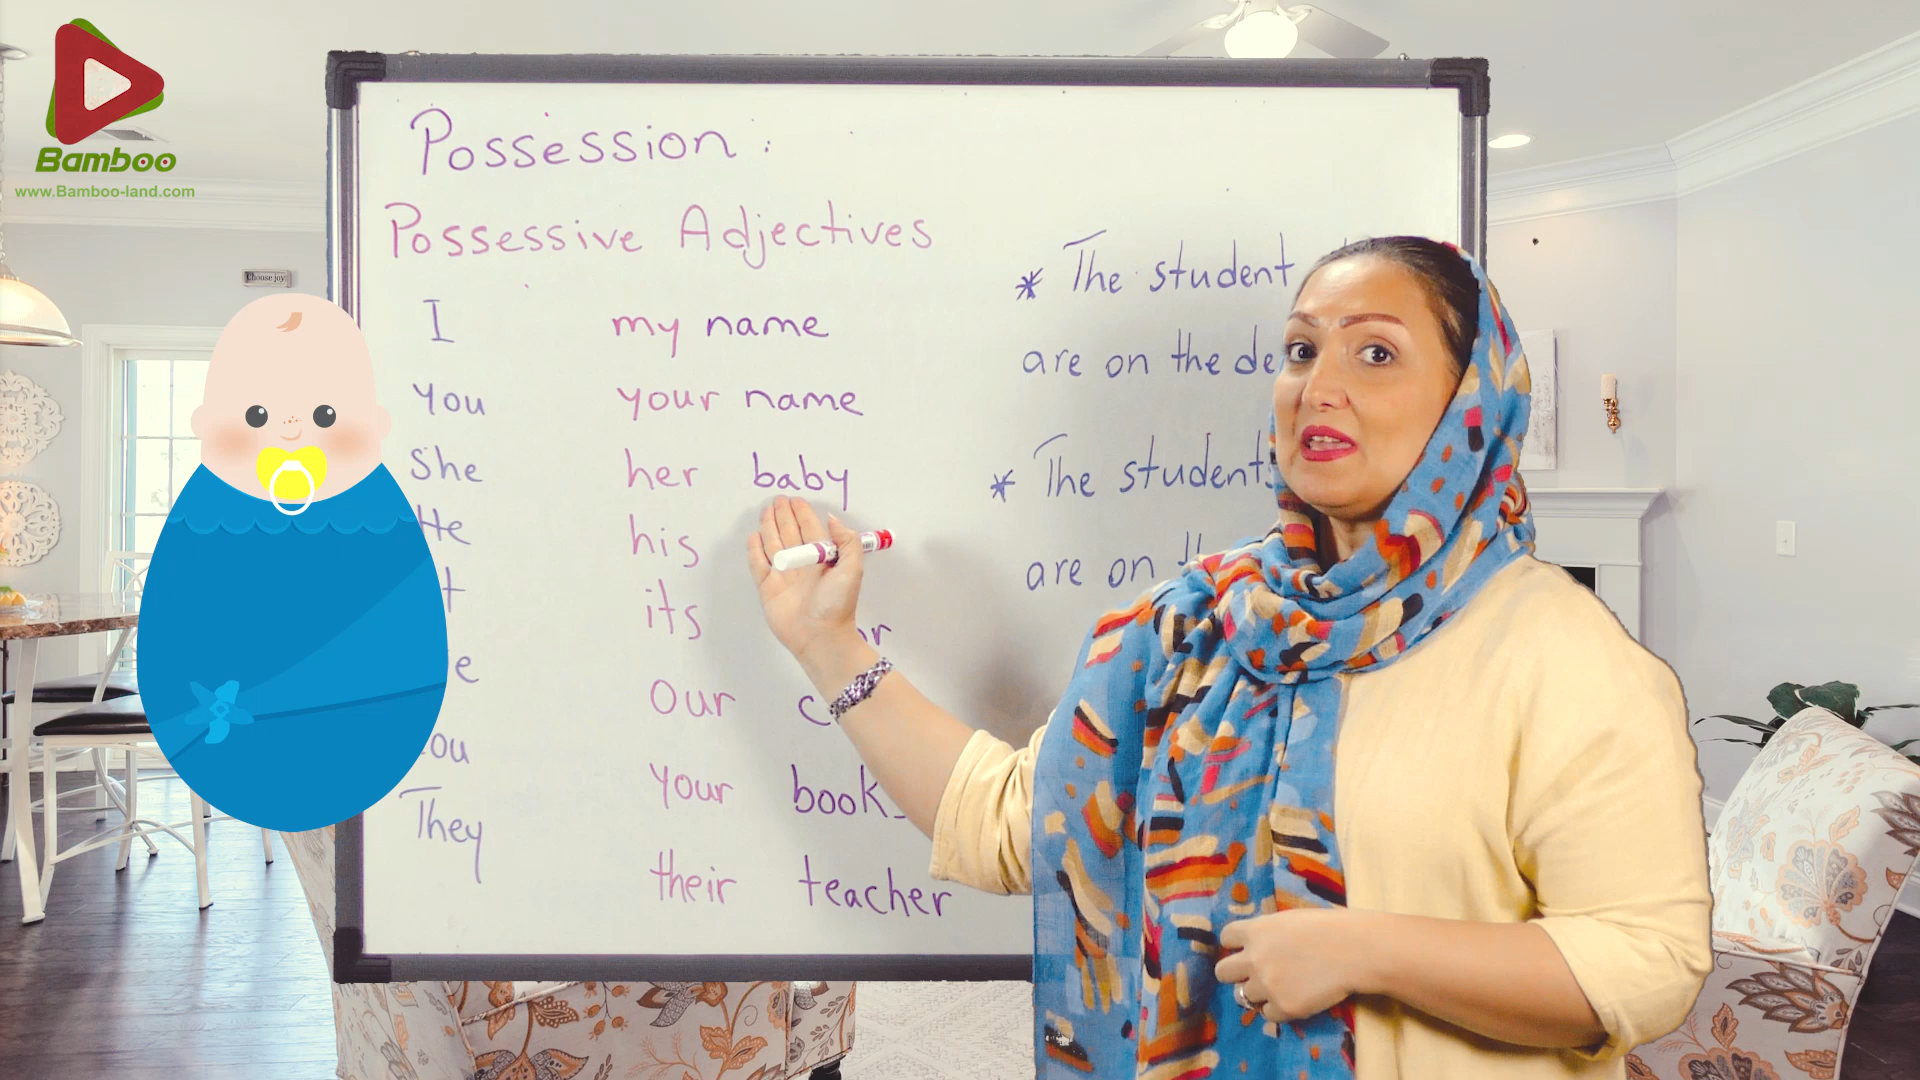 Bamboo
www.Bamboo-land.com
Choose joy
Possession:
Possessive Adjectives
I my name
you your name
she her baby
He his
its
our
your book
They their teacher
* The student
are on the
* The students
are on